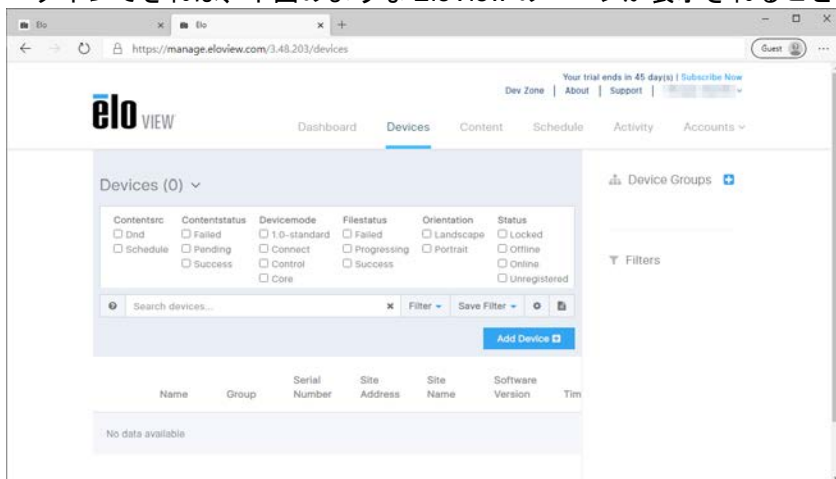 Elo
Elo
https://manage.eloview.com/3.48.203/devices
Guest
Your trial ends in 45 day(s) | Subscribe Now
Dev Zone | About | Support |
ēlo VIEW
Dashboard Devices Content Schedule Activity Accounts
Devices (0)
Device Groups
Contentsrc Contentstatus Devicemode Filestatus Orientation Status
Dnd Failed 1.0-standard Failed Landscape Locked
Schedule Pending Connect Progressing Portrait Offline
Success Control Success Online
Core Unregistered
Filters
Search devices... Filter Save Filter
Add Device
Name Group Serial Number Site Address Site Name Software Version Tim
No data available